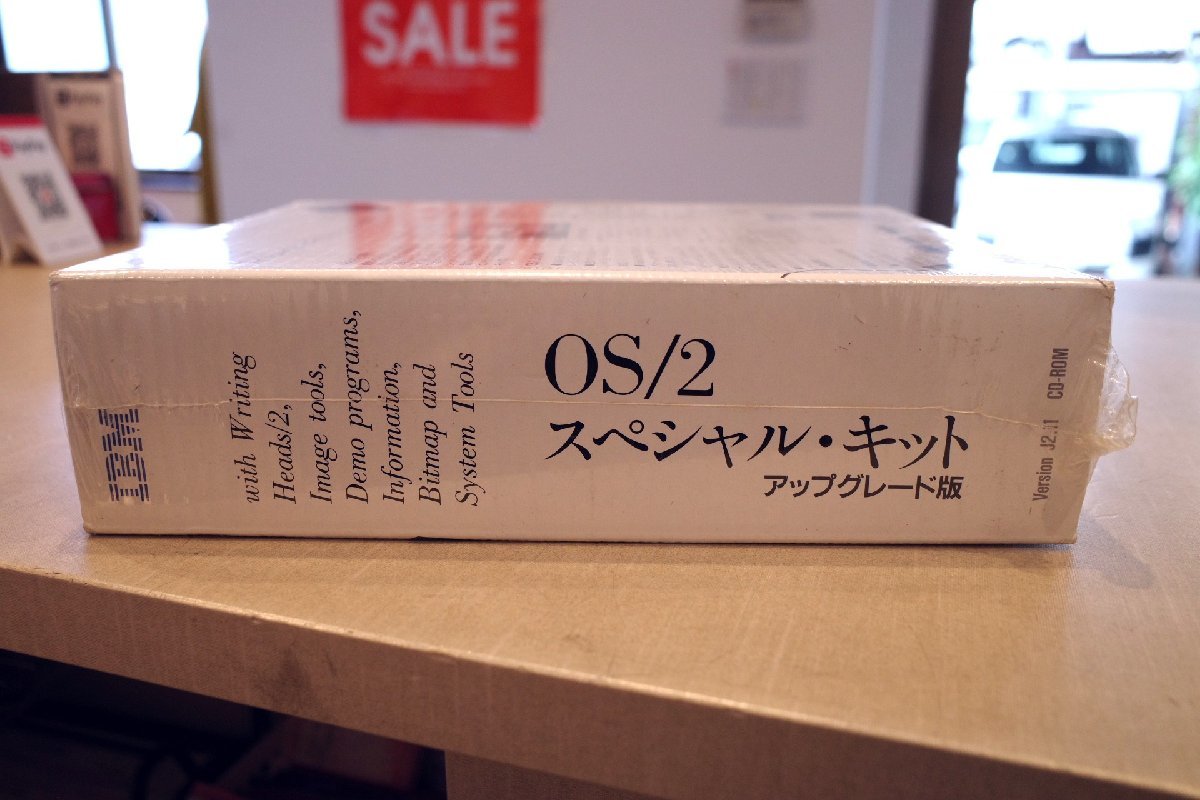 SALE
IBM
with Writing
Heads/2,
Image tools,
Demo programs,
Information,
Bitmap and
System Tools
OS/2
スペシャル・キット
アップグレード版
Version J2.11 CD-ROM